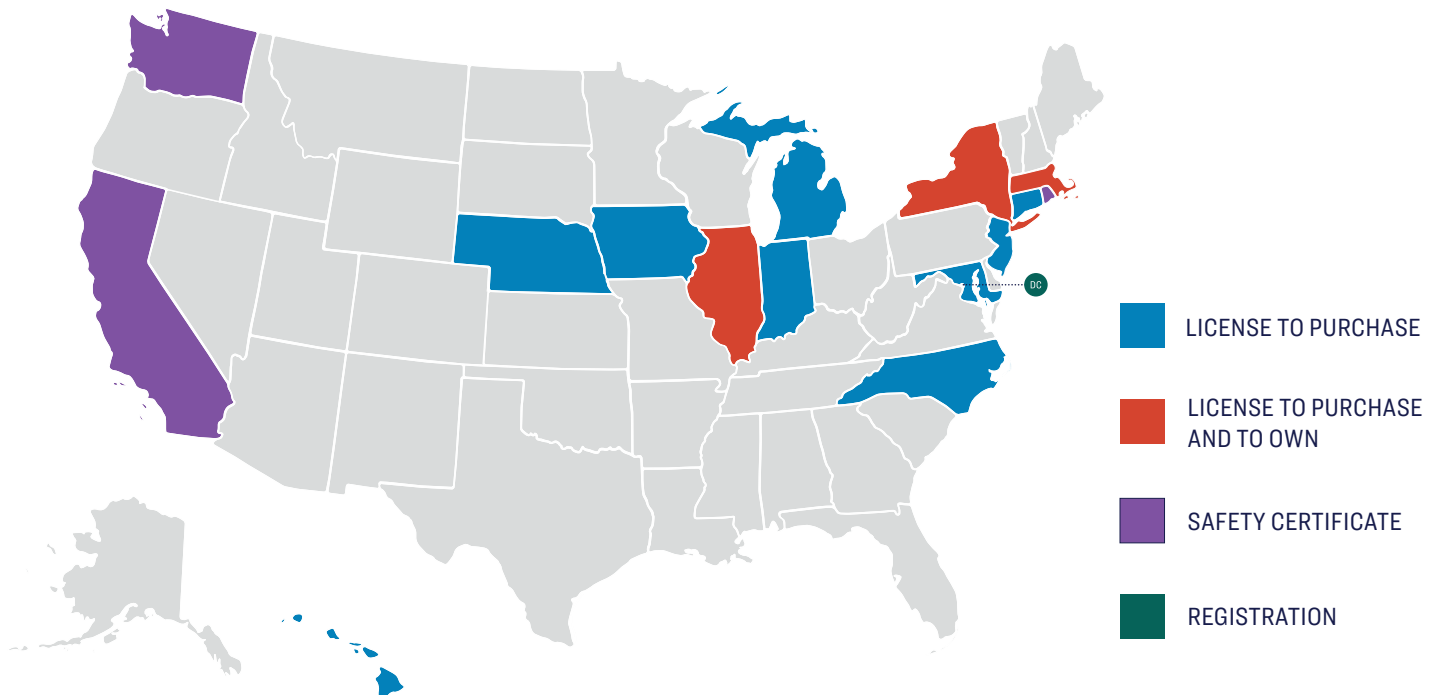 DC
LICENSE TO PURCHASE
LICENSE TO PURCHASE
AND TO OWN
SAFETY CERTIFICATE
REGISTRATION